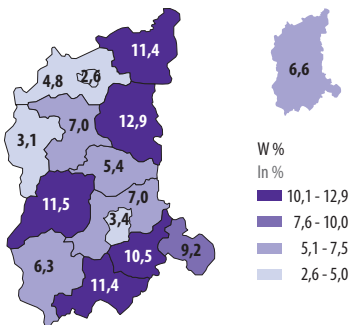 11,4
4,8
2,6
6,6
7,0
12,9
3,1
5,4
11,5
7,0
3,4
10,5
9,2
6,3
11,4
W %
In %
10,1 - 12,9
7,6 - 10,0
5,1 - 7,5
2,6 - 5,0